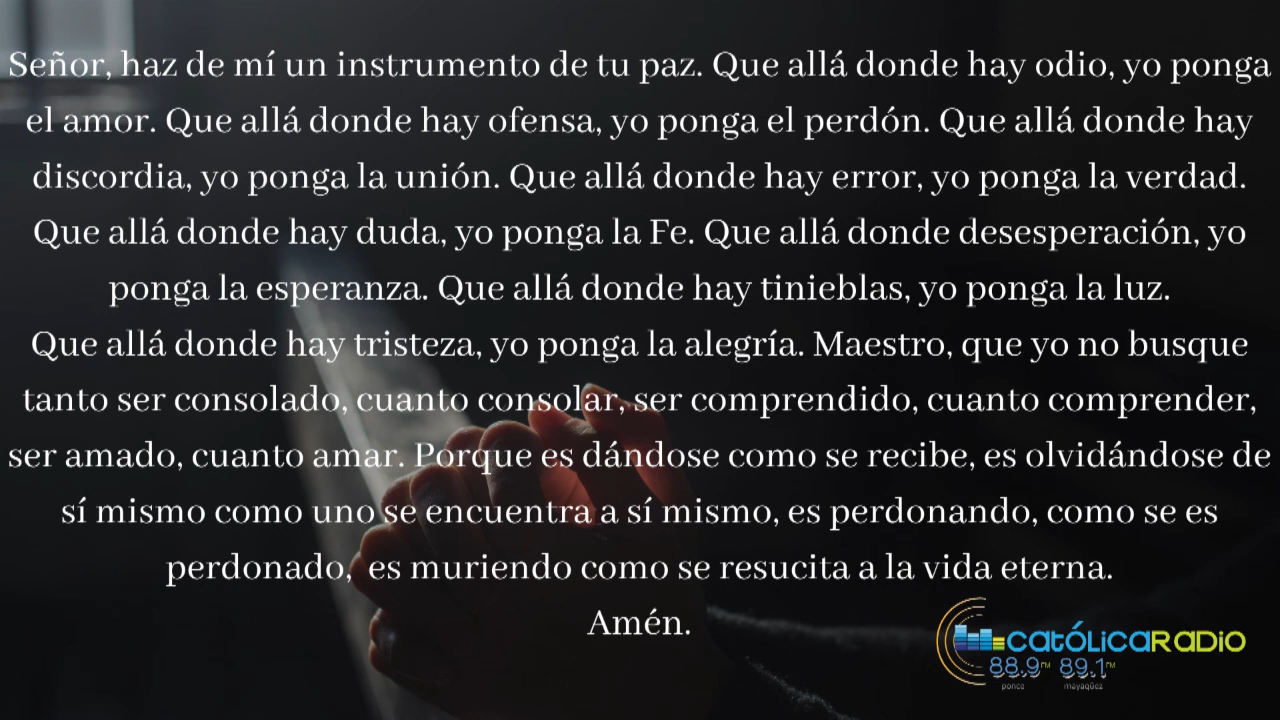 Señor, haz de mí un instrumento de tu paz. Que allá donde hay odio, yo ponga
el amor. Que allá donde hay ofensa, yo ponga el perdón. Que allá donde hay
discordia, yo ponga la unión. Que allá donde hay error, yo ponga la verdad.
Que allá donde hay duda, yo ponga la Fe. Que allá donde desesperación, yo
ponga la esperanza. Que allá donde hay tinieblas, yo ponga la luz.
Que allá donde hay tristeza, yo ponga la alegría. Maestro, que yo no busque
tanto ser consolado, cuanto consolar, ser comprendido, cuanto comprender,
ser amado, cuanto amar. Porque es dándose como se recibe, es olvidándose de
sí mismo como uno se encuentra a sí mismo, es perdonando, como se es
perdonado,  es muriendo como se resucita a la vida eterna.
Amén.
católicaRadio
88.9 FM 89.1 FM
ponce mayagüez